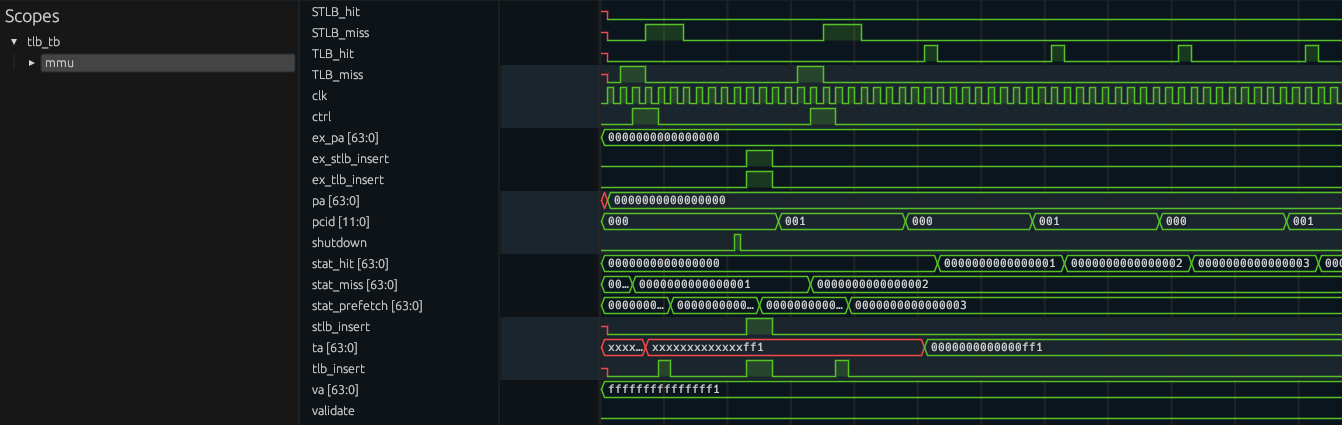 Scopes
▾ tlb_tb
▸ mmu
STLB_hit
STLB_miss
TLB_hit
TLB_miss
clk
ctrl
ex_pa [63:0] 0000000000000000
ex_stlb_insert
ex_tlb_insert
pa [63:0] 0000000000000000
pcid [11:0] 000 001 000 001 000 001
shutdown
stat_hit [63:0] 0000000000000000 0000000000000001 0000000000000002 0000000000000003 000
stat_miss [63:0] 00… 0000000000000001 0000000000000002
stat_prefetch [63:0] 0000000… 0000000000… 0000000000… 0000000000000003
stlb_insert
ta [63:0] xxxx… xxxxxxxxxxxxxff1 0000000000000ff1
tlb_insert
va [63:0] fffffffffffffff1
validate